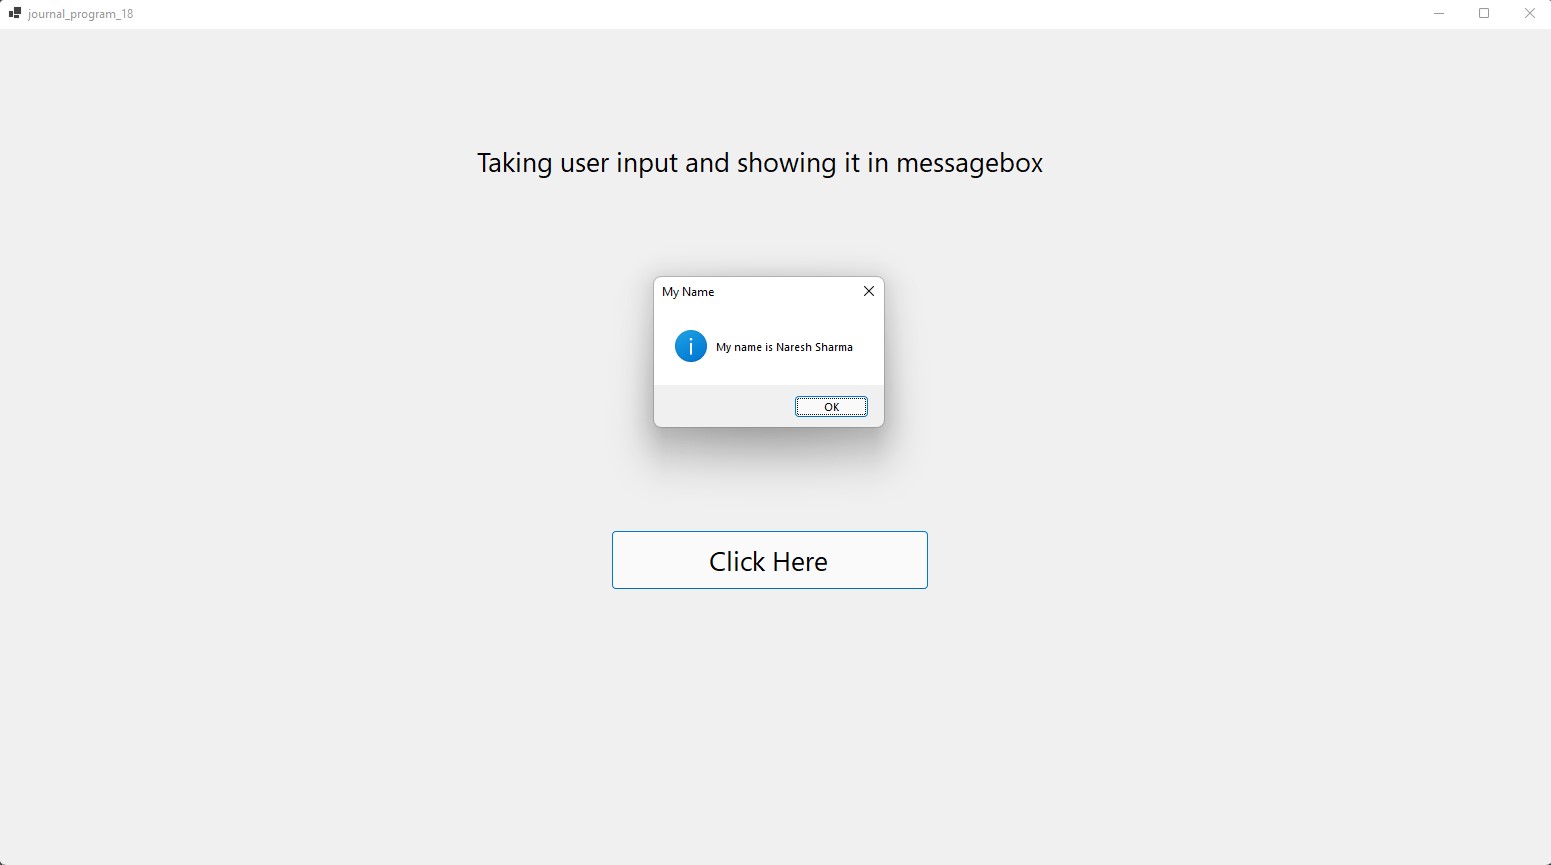 journal_program_18
Taking user input and showing it in messagebox
My Name
My name is Naresh Sharma
OK
Click Here